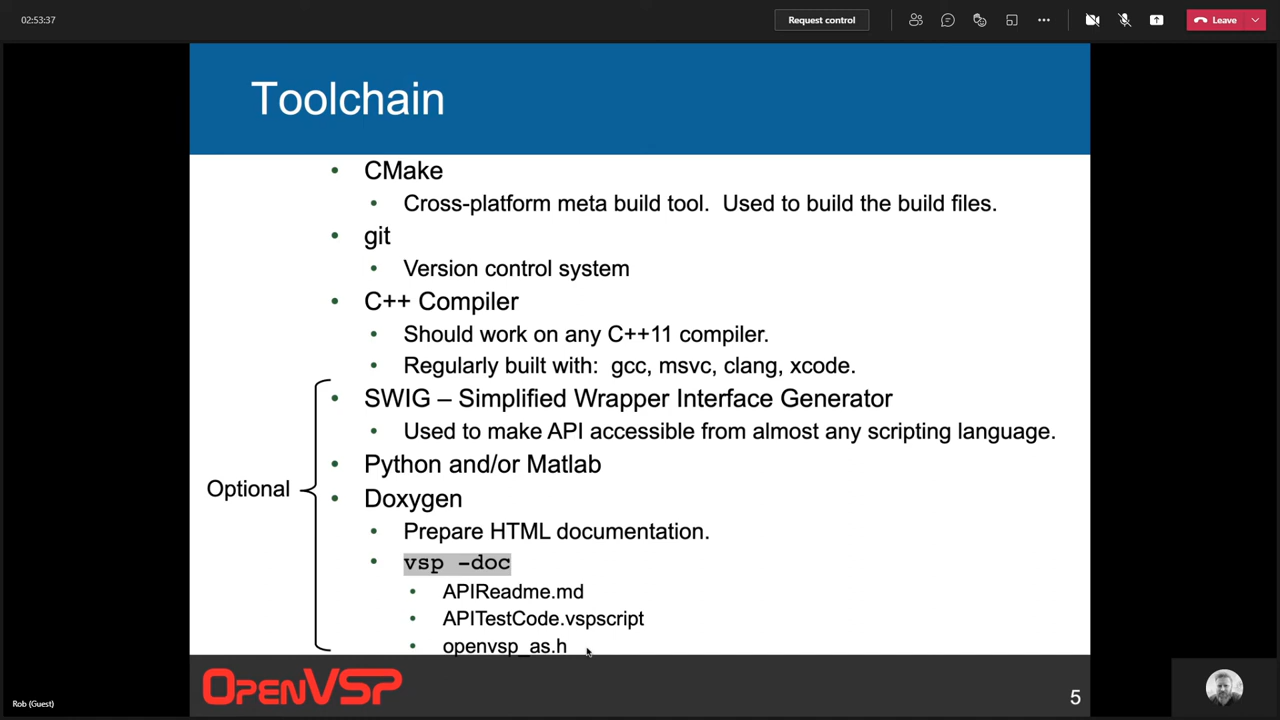 02:53:37
Request control
Leave
Toolchain
• CMake
• Cross-platform meta build tool.  Used to build the build files.
• git
• Version control system
• C++ Compiler
• Should work on any C++11 compiler.
• Regularly built with:  gcc, msvc, clang, xcode.
• SWIG – Simplified Wrapper Interface Generator
• Used to make API accessible from almost any scripting language.
• Python and/or Matlab
Optional
• Doxygen
• Prepare HTML documentation.
• vsp –doc
• APIReadme.md
• APITestCode.vspscript
• openvsp_as.h
OPENVSP
5
Rob (Guest)